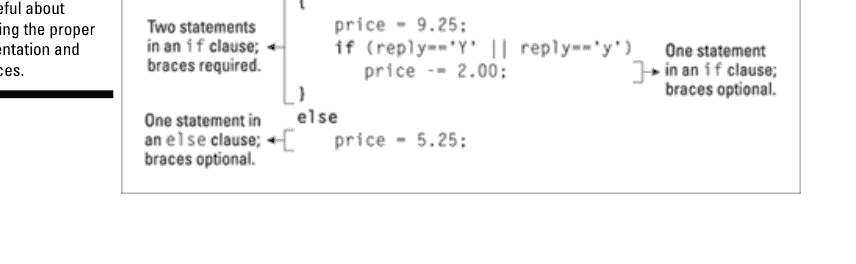 eful about
ing the proper
entation and
ces.
{
Two statements
in an if clause;
braces required.
price = 9.25;
if (reply=='Y' || reply=='y')
price -= 2.00;
One statement
in an if clause;
braces optional.
}
else
One statement in
an else clause;
braces optional.
price = 5.25;